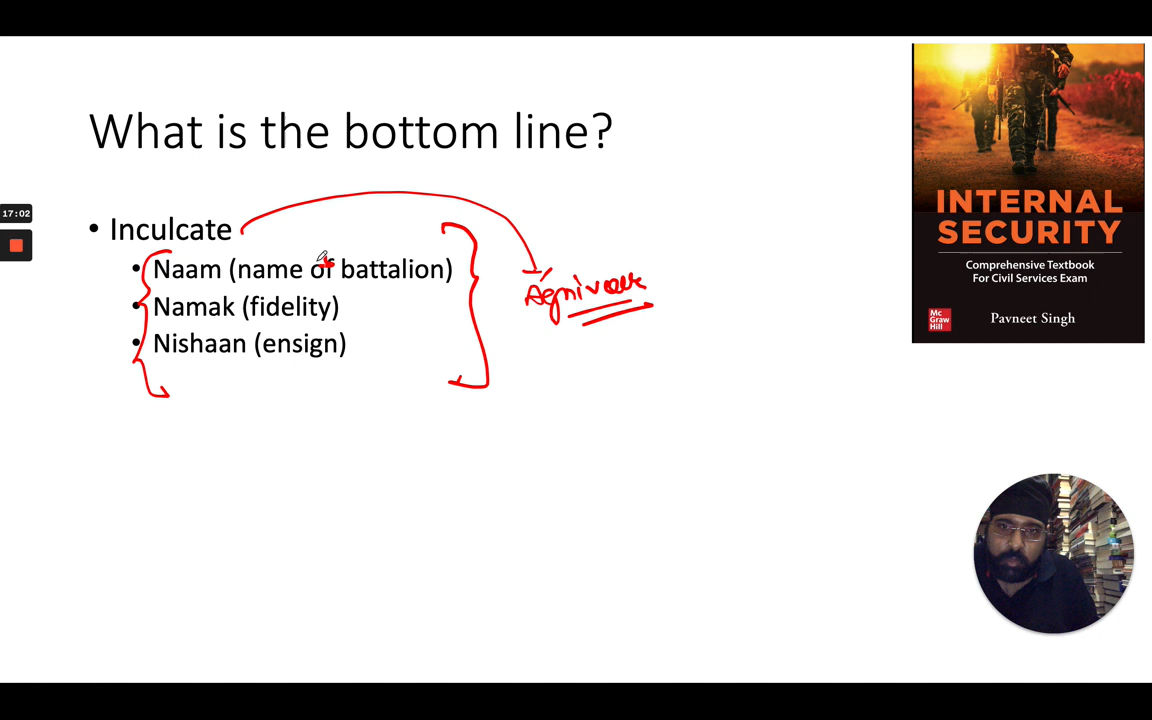 What is the bottom line?
17:02
• Inculcate
• Naam (name of battalion)
• Namak (fidelity)
• Nishaan (ensign)
Agniveer
INTERNAL
SECURITY
Comprehensive Textbook
For Civil Services Exam
Mc
Graw
Hill
Pavneet Singh